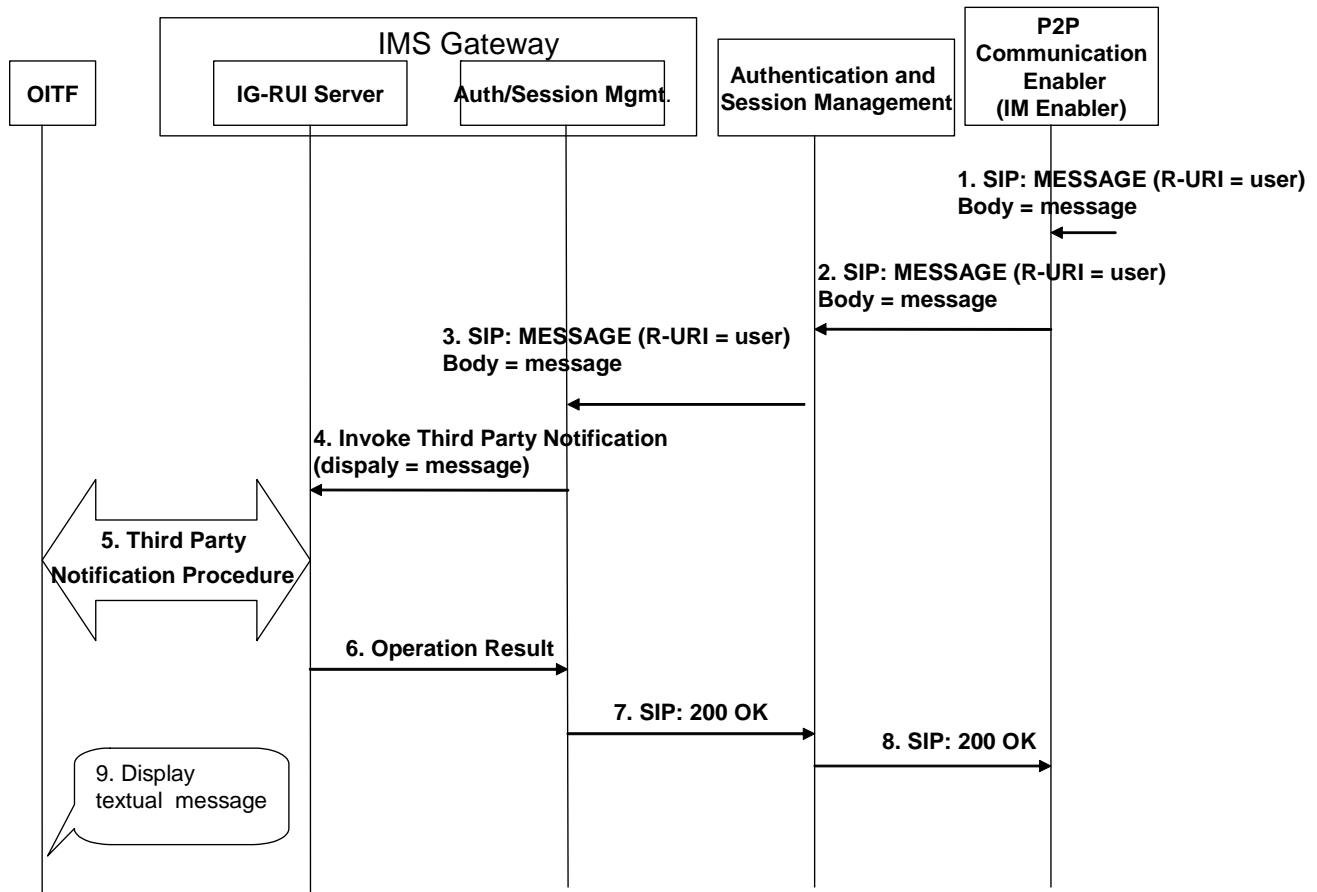 IMS Gateway
OITF
IG-RUI Server
Auth/Session Mgmt.
Authentication and
Session Management
P2P
Communication
Enabler
(IM Enabler)
1. SIP: MESSAGE (R-URI = user)
Body = message
2. SIP: MESSAGE (R-URI = user)
Body = message
3. SIP: MESSAGE (R-URI = user)
Body = message
4. Invoke Third Party Notification
(dispaly = message)
5. Third Party
Notification Procedure
6. Operation Result
7. SIP: 200 OK
8. SIP: 200 OK
9. Display
textual message